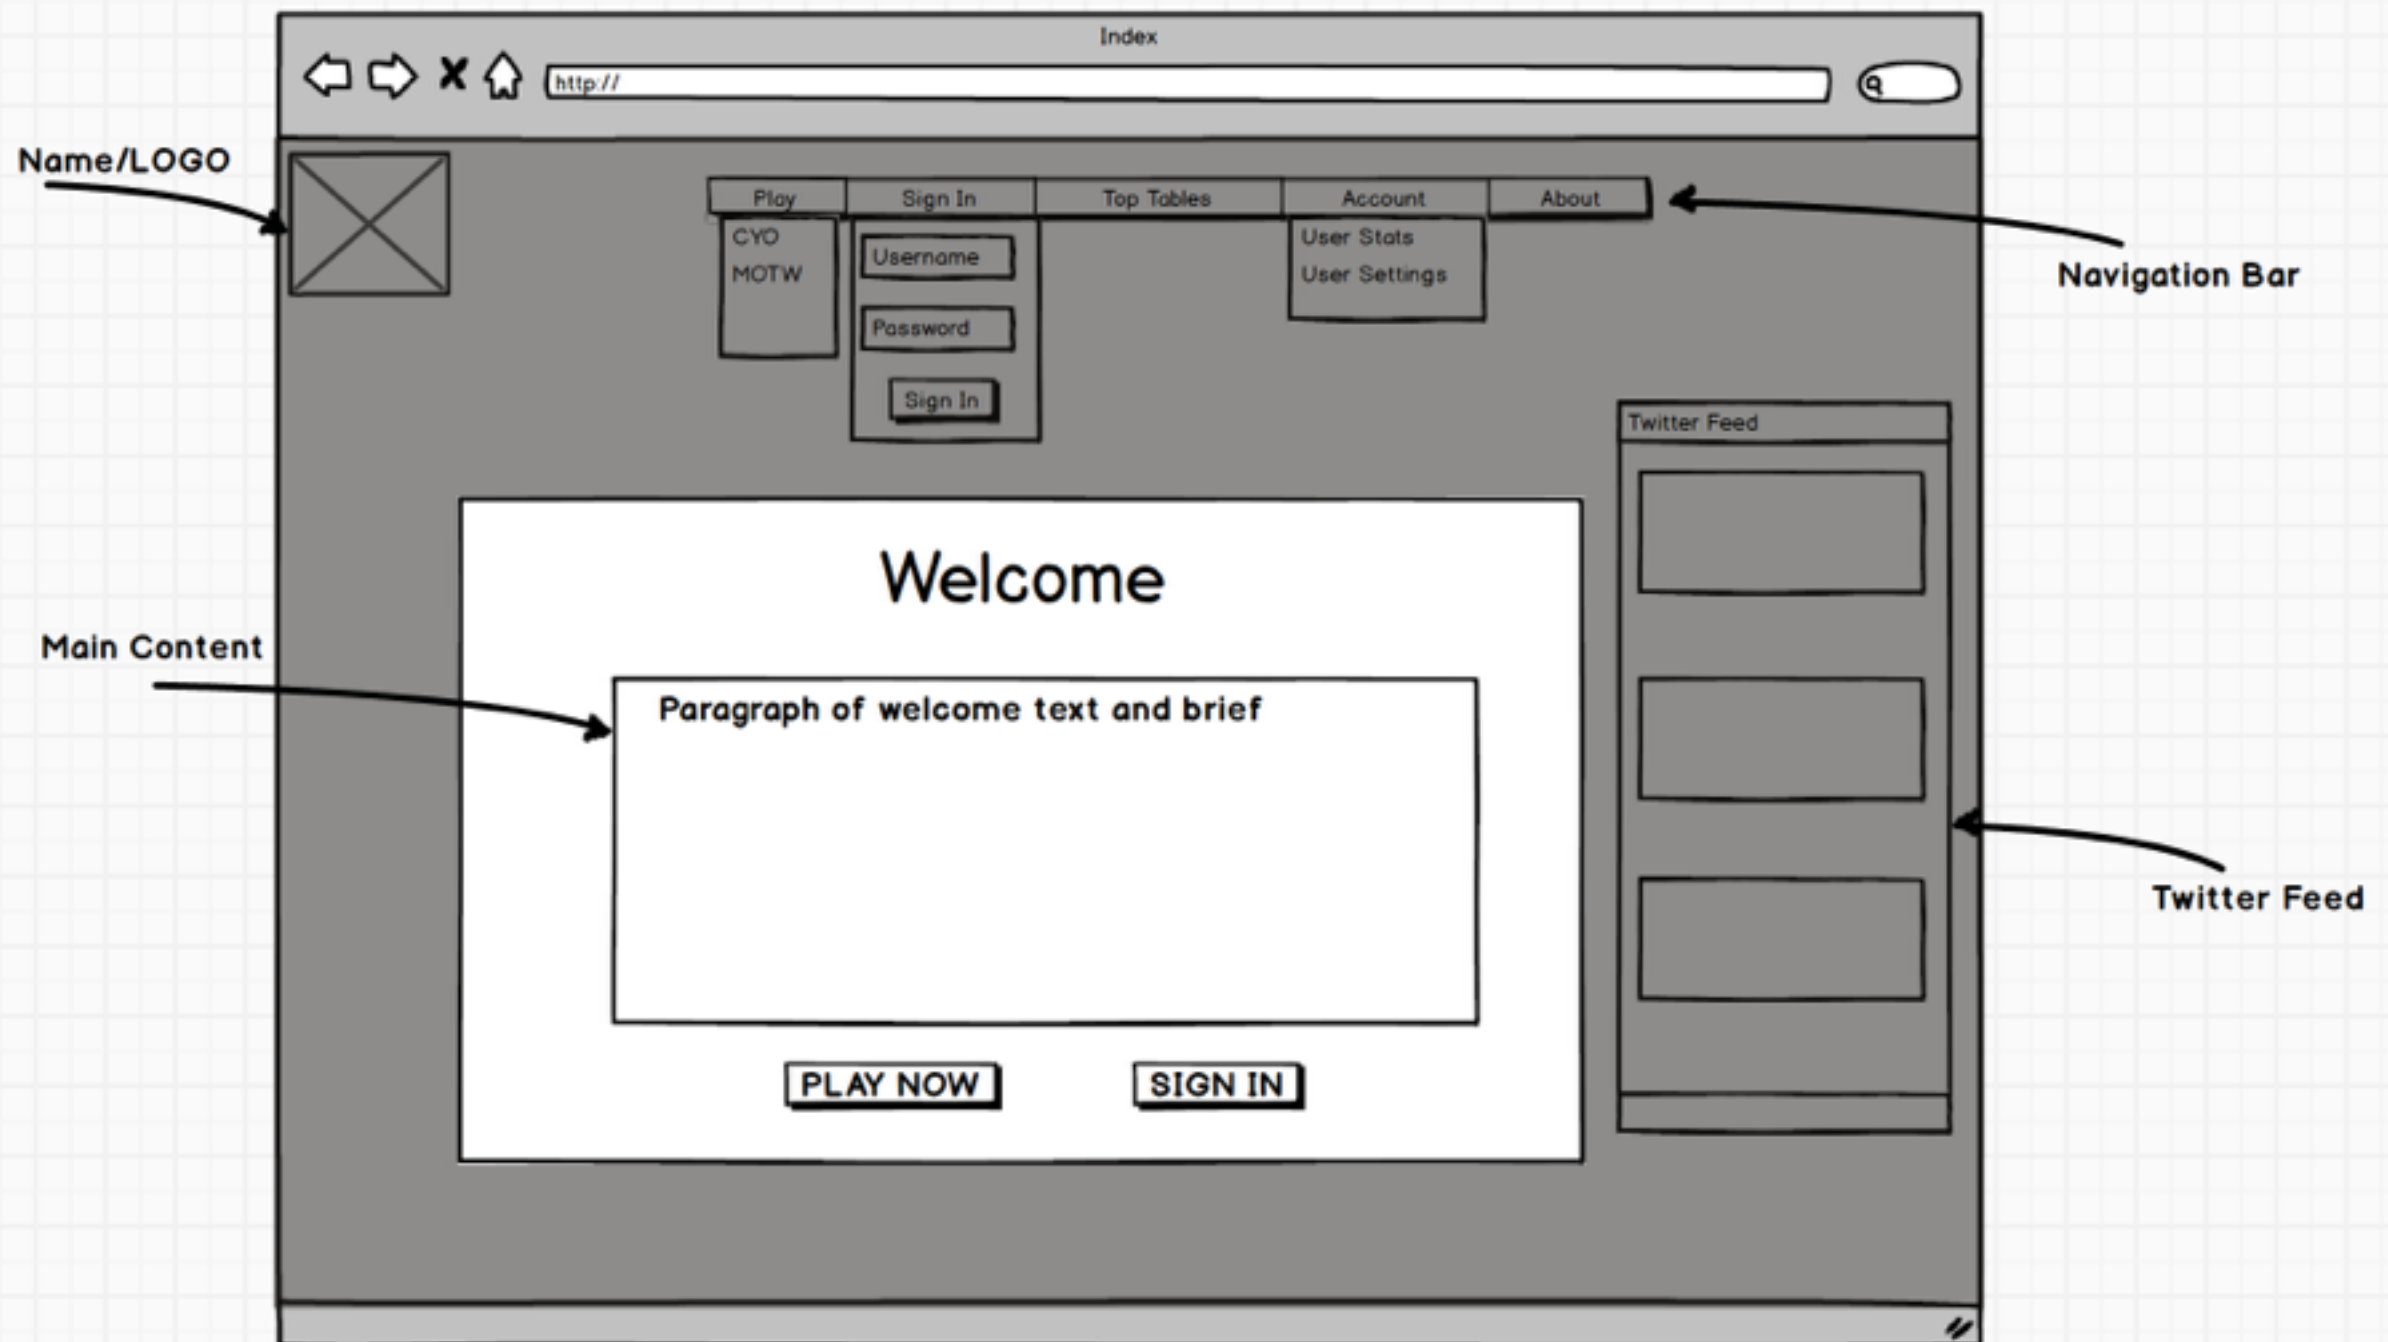 Index
http://
Name/LOGO
Play
Sign In
Top Tables
Account
About
CYO
MOTW
Username
Password
Sign In
User Stats
User Settings
Navigation Bar
Twitter Feed
Welcome
Main Content
Paragraph of welcome text and brief
Twitter Feed
PLAY NOW
SIGN IN